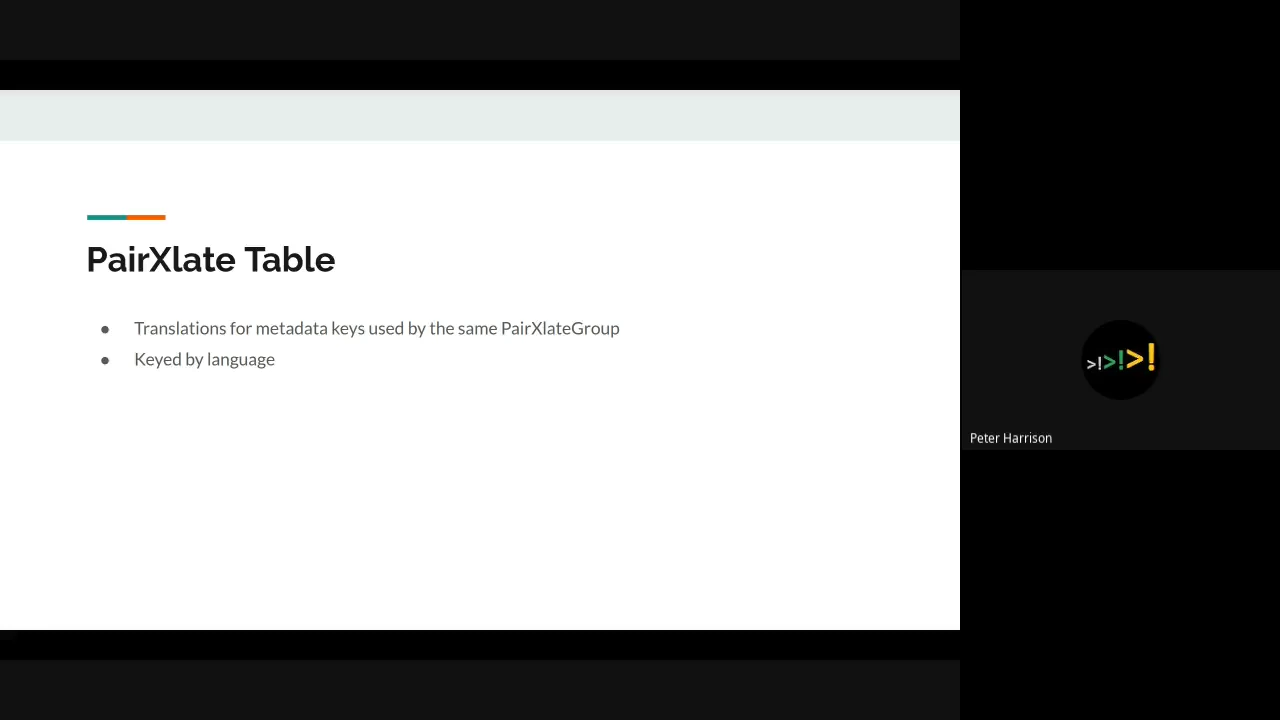 PairXlate Table
● Translations for metadata keys used by the same PairXlateGroup
● Keyed by language
>!>!>!
Peter Harrison